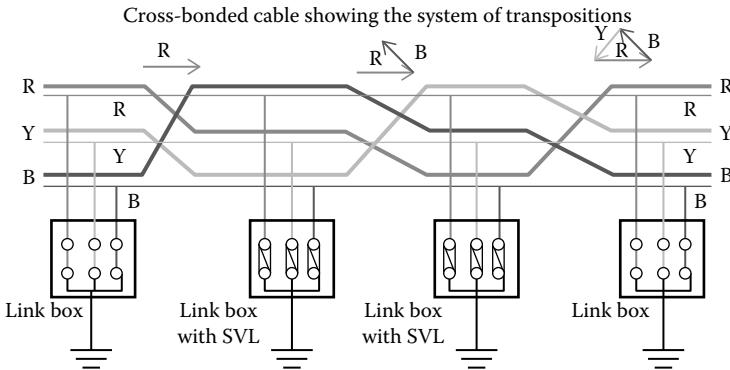 Cross-bonded cable showing the system of transpositions
R
R
B
Y
R
B
R
R
R
R
Y
Y
Y
Y
B
B
B
B
Link box
Link box
with SVL
Link box
with SVL
Link box